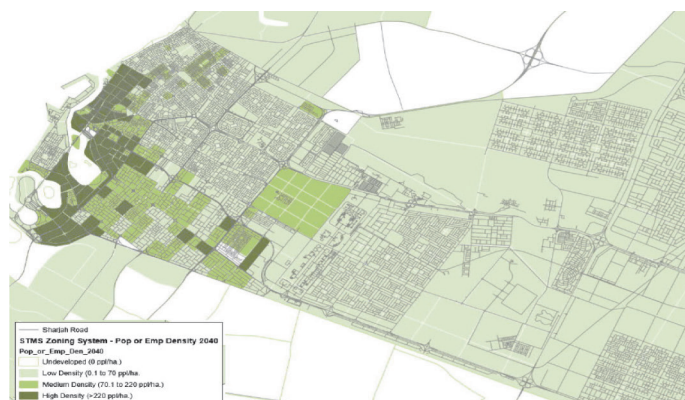 Sharjah Road
STMS Zoning System - Pop or Emp Density 2040
Pop_or_Emp_Den_2040
Undeveloped (0 ppl/ha.)
Low Density (0.1 to 70 ppl/ha.
Medium Density (70.1 to 220 ppl/ha.)
High Density (>220 ppl/ha.)